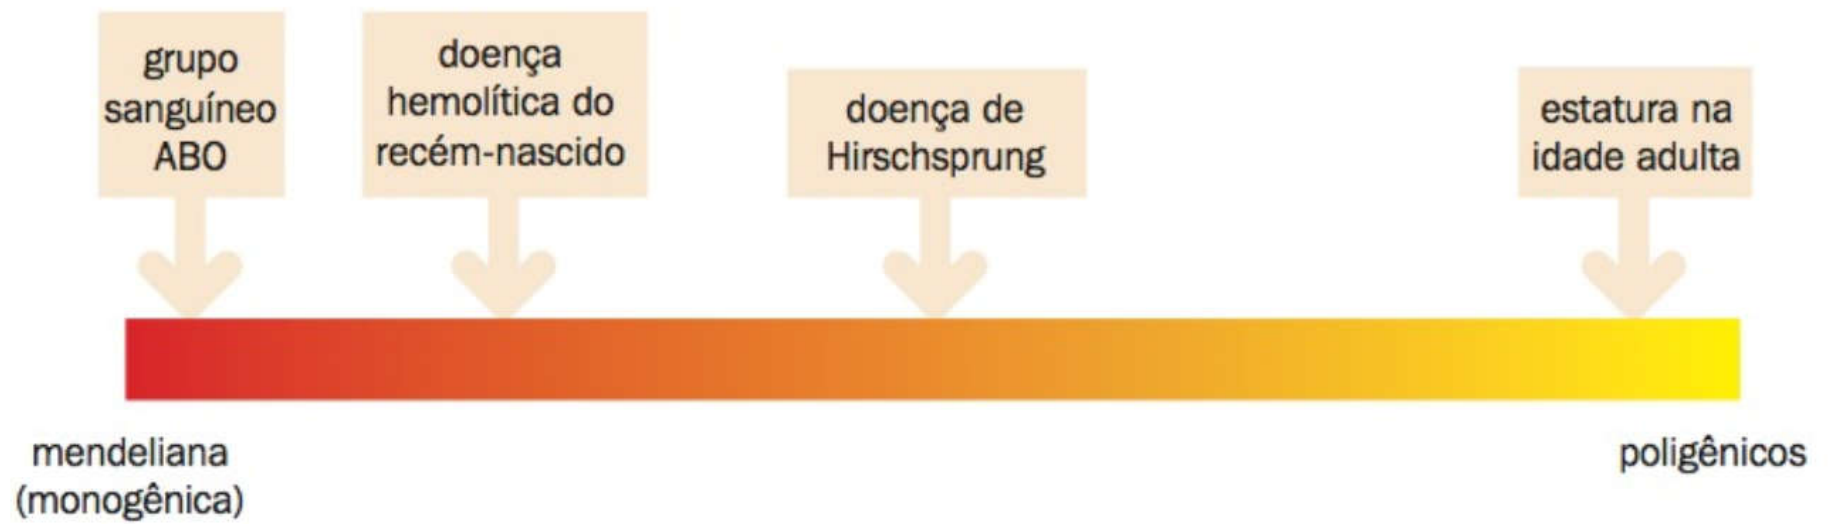 grupo
sanguíneo
ABO
doença
hemolítica do
recém-nascido
doença de
Hirschsprung
estatura na
idade adulta
mendeliana
(monogênica)
poligênicos